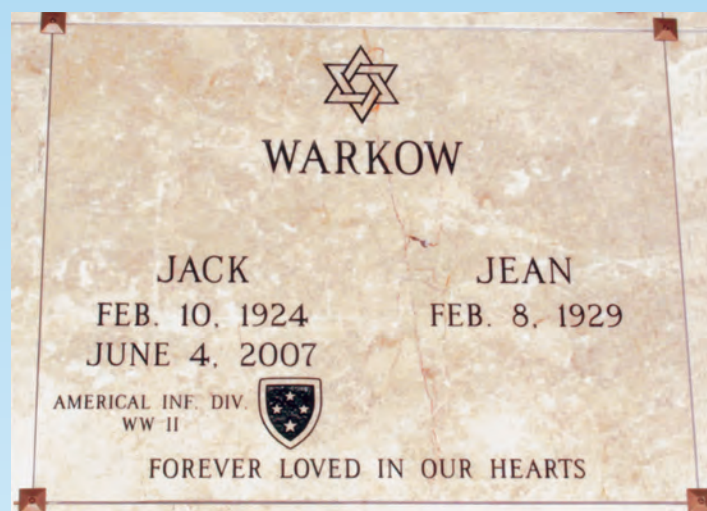 WARKOW
JACK
FEB. 10, 1924
JUNE 4, 2007
JEAN
FEB. 8, 1929
AMERICAL INF. DIV.
WW II
FOREVER LOVED IN OUR HEARTS